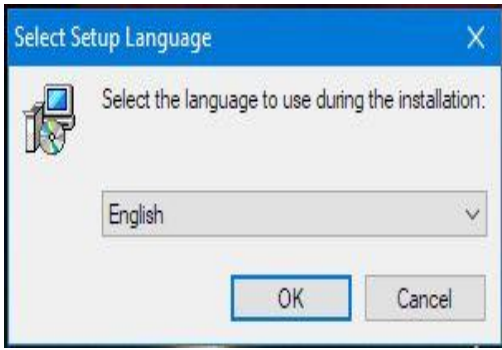 Select Setup Language
Select the language to use during the installation:
English
OK
Cancel